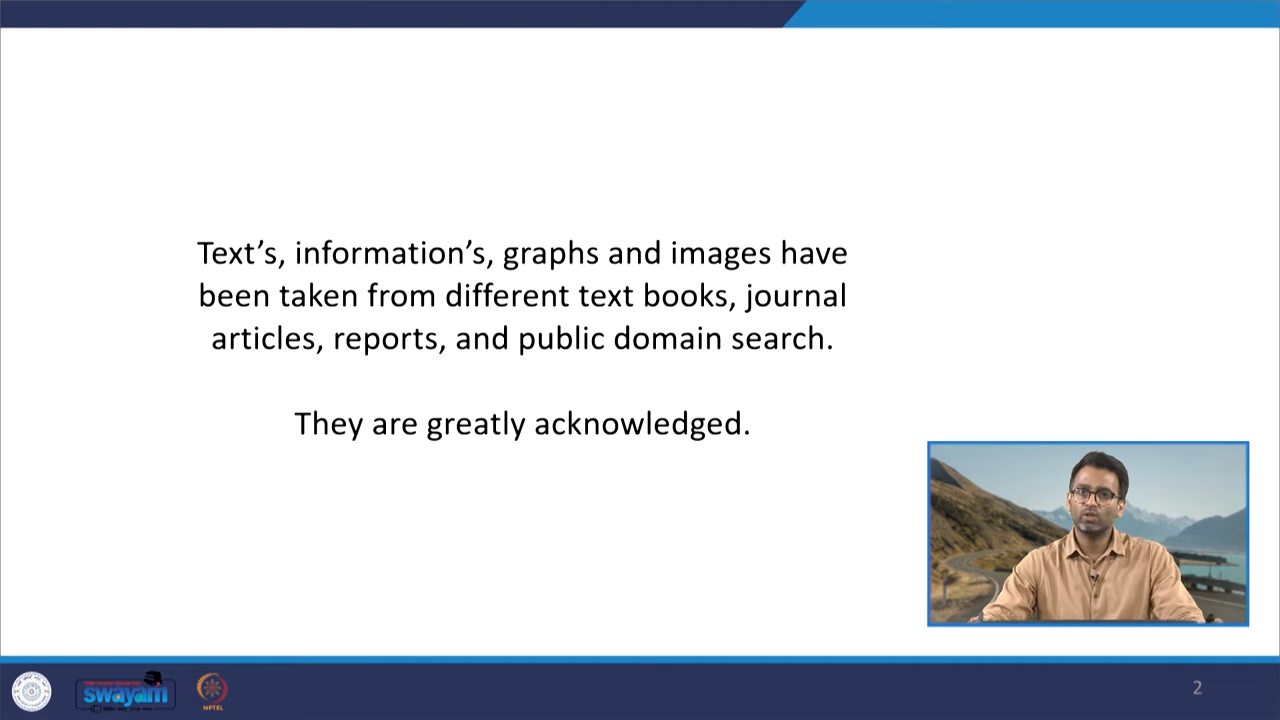 Text’s, information’s, graphs and images have
been taken from different text books, journal
articles, reports, and public domain search.
They are greatly acknowledged.
swayam
NPTEL
2